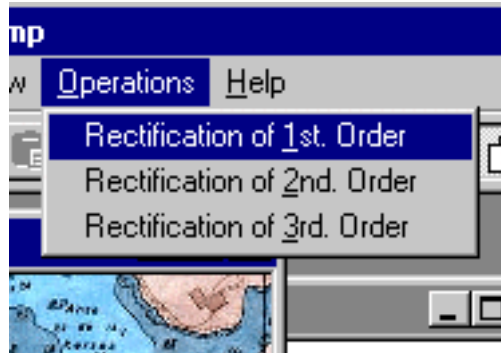 mp
w Operations Help
Rectification of 1st. Order
Rectification of 2nd. Order
Rectification of 3rd. Order